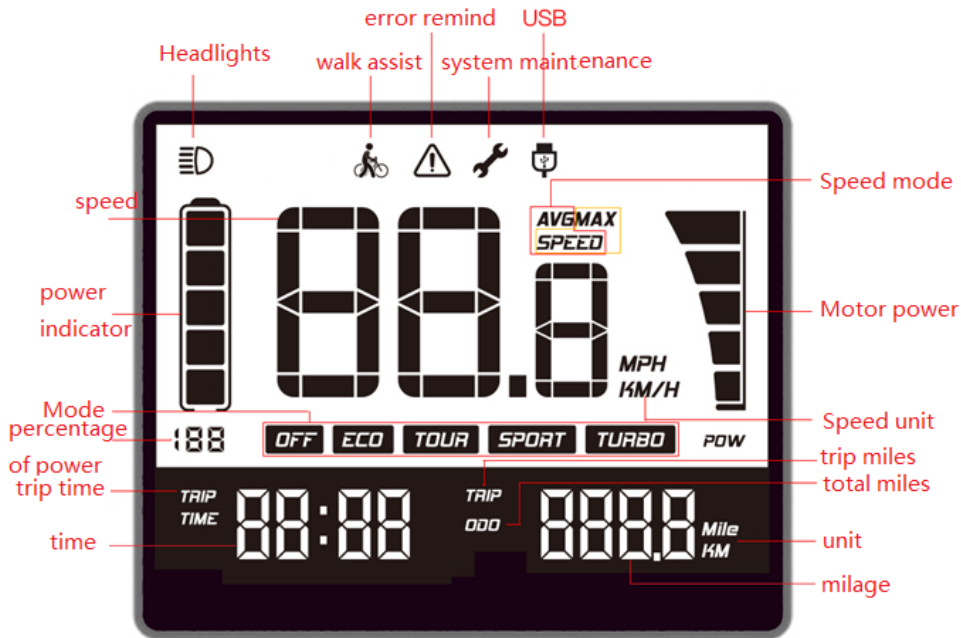 error remind
USB
Headlights
walk assist
system maintenance
Speed mode
speed
AVG MAX
SPEED
power
indicator
88.8
Motor power
MPH
KM/H
Mode
percentage
of power
188
OFF ECO TOUR SPORT TURBO
POW
Speed unit
trip miles
total miles
trip time
TRIP
TIME
88:88
TRIP
ODO
888.8
Mile
KM
time
unit
milage